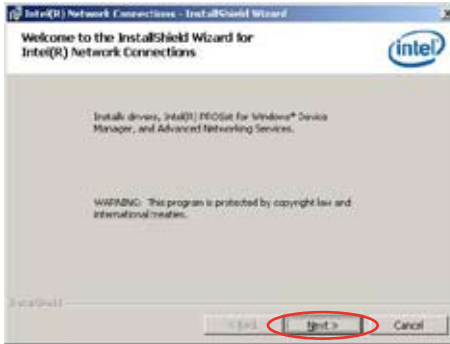 Intel(R) Network Connections - InstallShield Wizard
Welcome to the InstallShield Wizard for
Intel(R) Network Connections
intel
Installs drivers, Intel(R) PROSet for Windows* Device
Manager, and Advanced Networking Services.
WARNING: This program is protected by copyright law and
international treaties.
InstallShield
< Back
Next >
Cancel